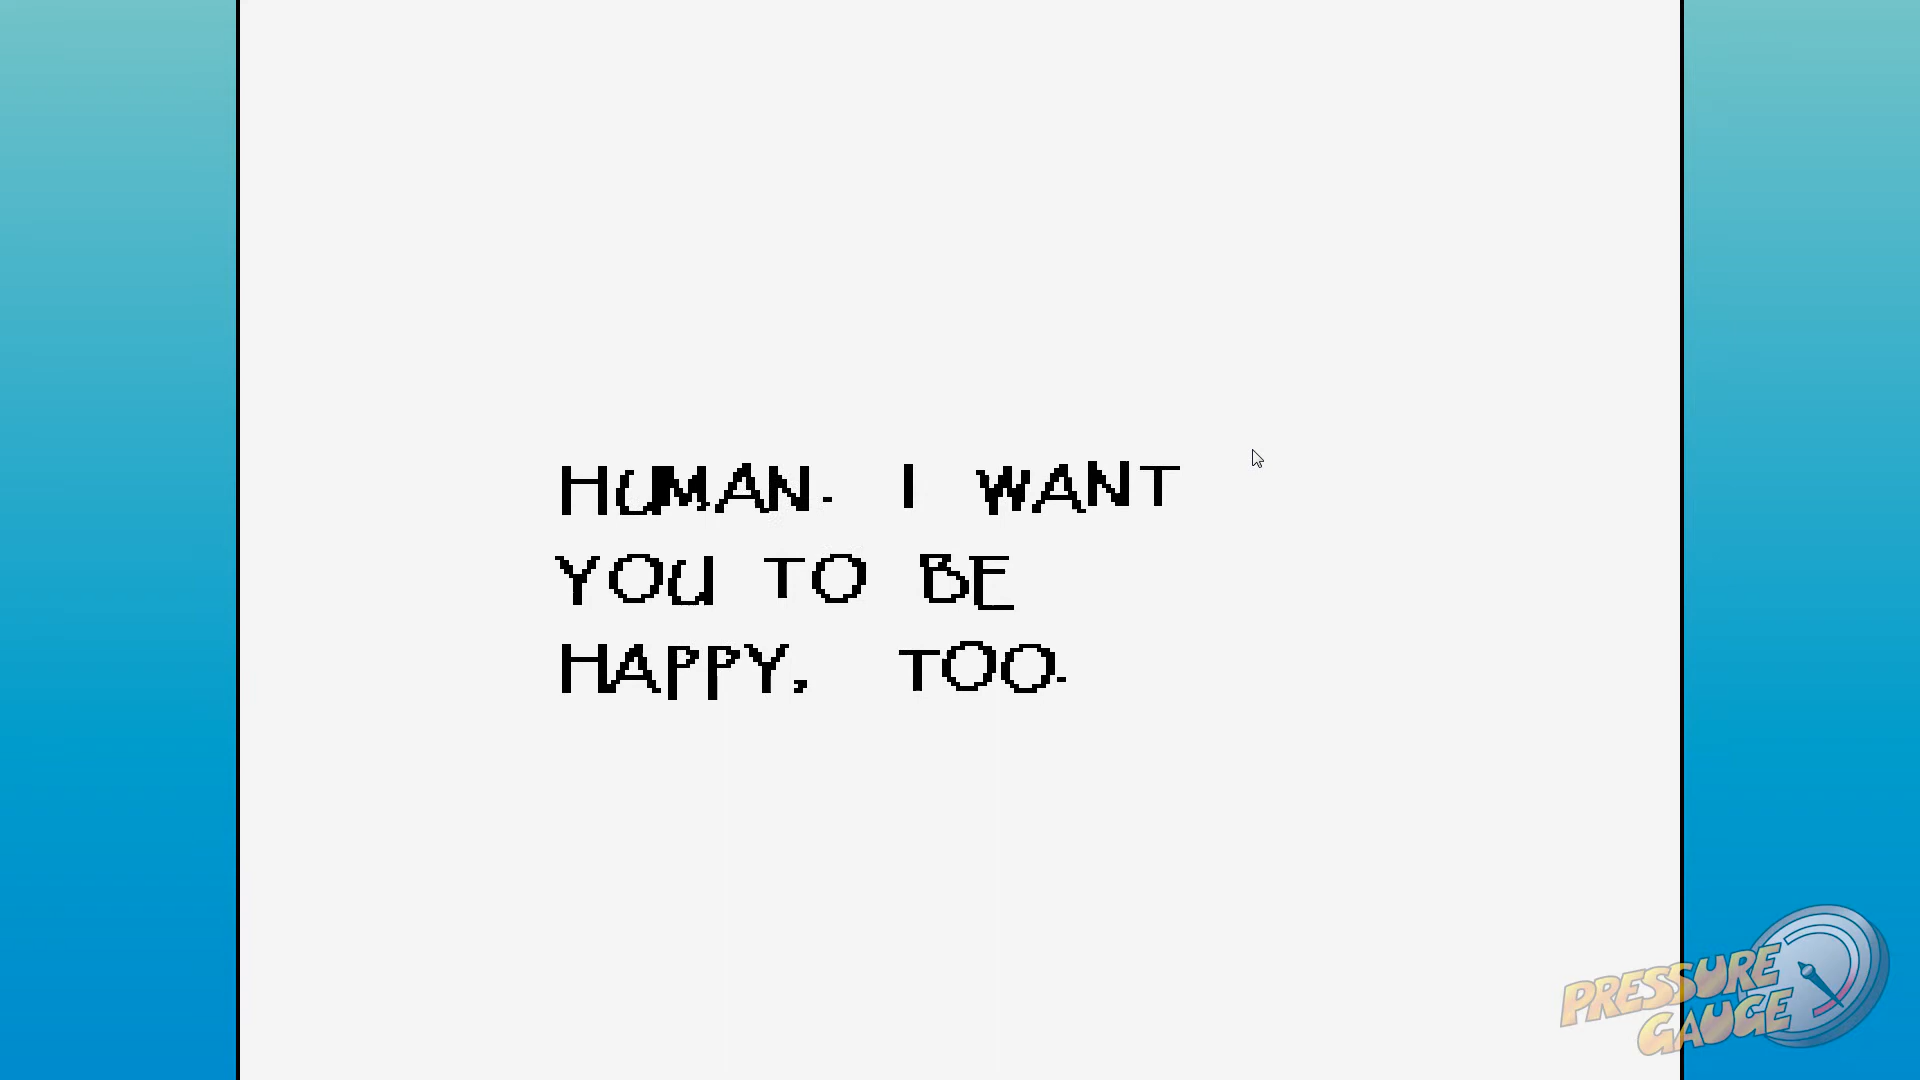 HUMAN. I WANT
YOU TO BE
HAPPY, TOO.
PRESSURE
GAUGE